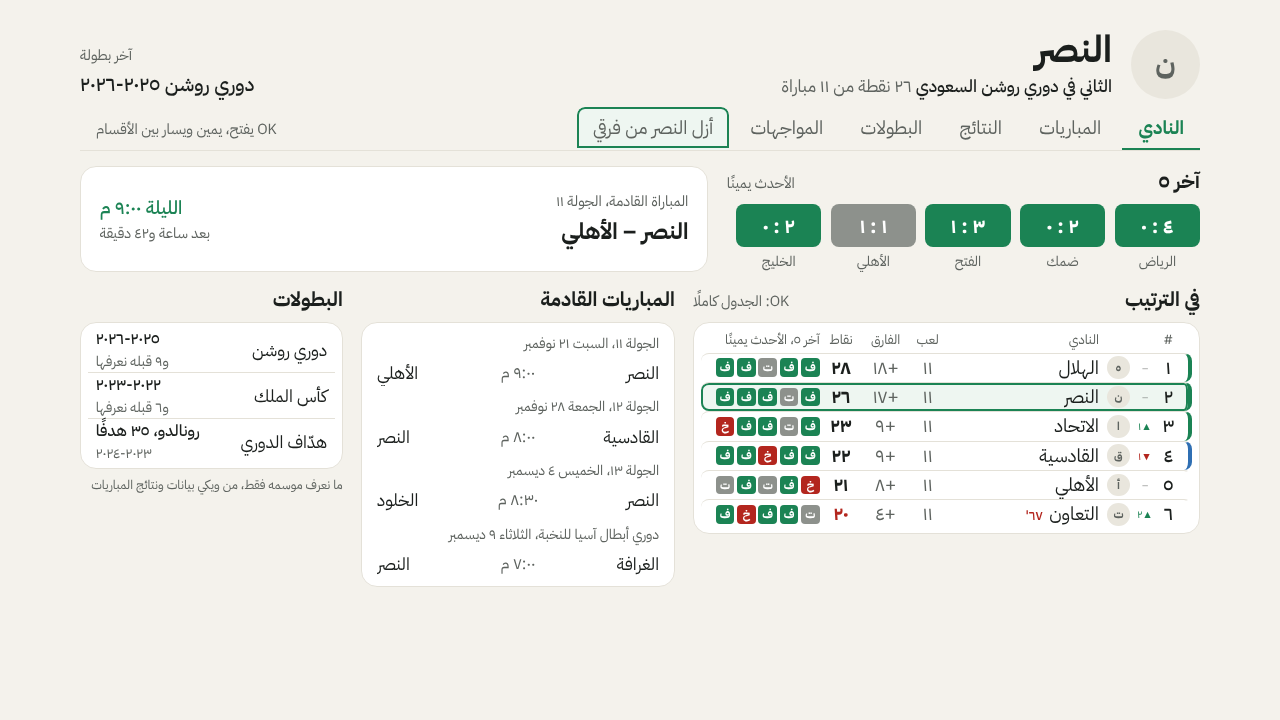 ن
النصر
الثاني في دوري روشن السعودي ٢٦ نقطة من ١١ مباراة
آخر بطولة
دوري روشن ٢٠٢٥-٢٠٢٦
النادي
المباريات
النتائج
البطولات
المواجهات
أزل النصر من فرقي
OK يفتح، يمين ويسار بين الأقسام
آخر ٥
الأحدث يمينًا
٤ : ٠
٢ : ٠
٣ : ١
١ : ١
٢ : ٠
الرياض
ضمك
الفتح
الأهلي
الخليج
المباراة القادمة، الجولة ١١
النصر – الأهلي
الليلة ٩:٠٠ م
بعد ساعة و٤٢ دقيقة
في الترتيب
OK: الجدول كاملًا
# النادي لعب الفارق نقاط آخر ٥، الأحدث يمينًا
١ – ه الهلال ١١ +١٨ ٢٨ ف ف ت ف ف
٢ – ن النصر ١١ +١٧ ٢٦ ف ت ف ف ف
٣ ▲١ ا الاتحاد ١١ +٩ ٢٣ ف ت ف ف خ
٤ ▼١ ق القادسية ١١ +٩ ٢٢ ف ف خ ف ف
٥ – أ الأهلي ١١ +٨ ٢١ خ ف ت ف ت
٦ ▲٢ ت التعاون ٦٧' ١١ +٤ ٢٠ ت ف ف خ ف
المباريات القادمة
الجولة ١١، السبت ٢١ نوفمبر
النصر ٩:٠٠ م الأهلي
الجولة ١٢، الجمعة ٢٨ نوفمبر
القادسية ٨:٠٠ م النصر
الجولة ١٣، الخميس ٤ ديسمبر
النصر ٨:٣٠ م الخلود
دوري أبطال آسيا للنخبة، الثلاثاء ٩ ديسمبر
الغرافة ٧:٠٠ م النصر
البطولات
دوري روشن
٢٠٢٥-٢٠٢٦
و٩ قبله نعرفها
كأس الملك
٢٠٢٢-٢٠٢٣
و٦ قبله نعرفها
هدّاف الدوري
رونالدو، ٣٥ هدفًا
٢٠٢٣-٢٠٢٤
ما نعرف موسمه فقط، من ويكي بيانات ونتائج المباريات